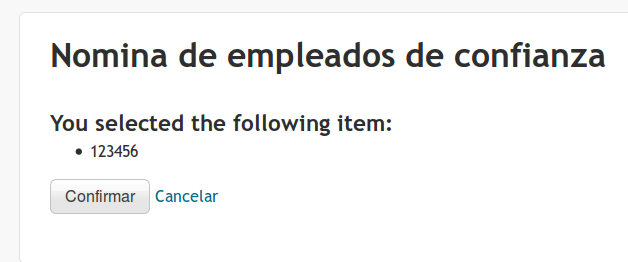 Nomina de empleados de confianza
You selected the following item:
• 123456
Confirmar Cancelar